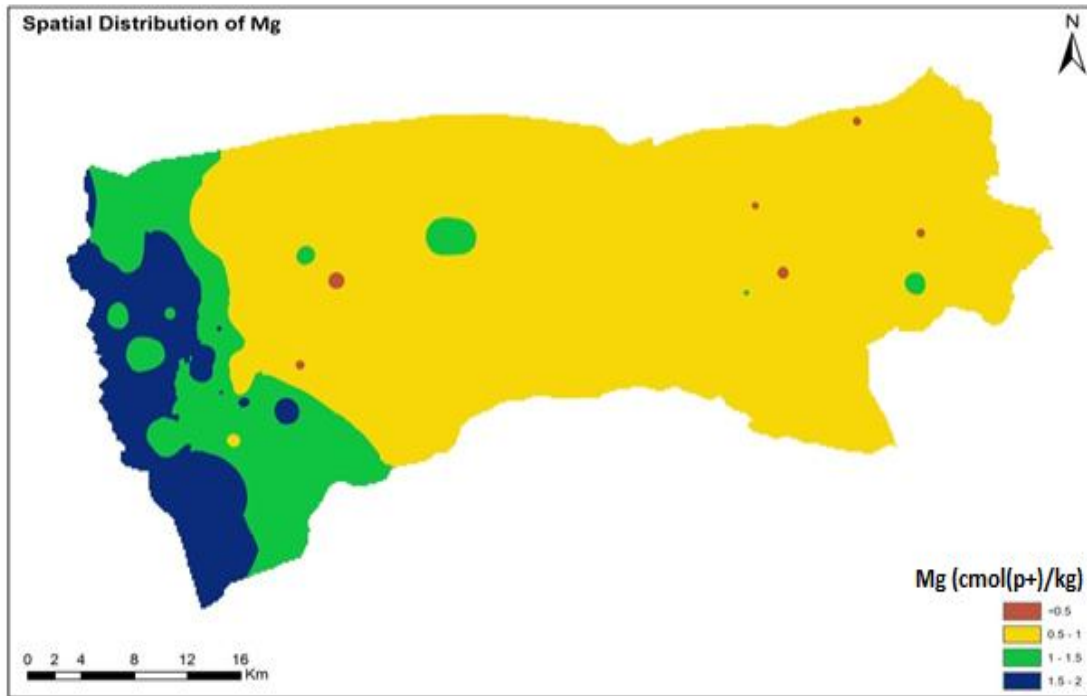 Spatial Distribution of Mg
N
Mg (cmol(p+)/kg)
<0.5
0.5 - 1
1 - 1.5
1.5 - 2
0 2 4 8 12 16
Km